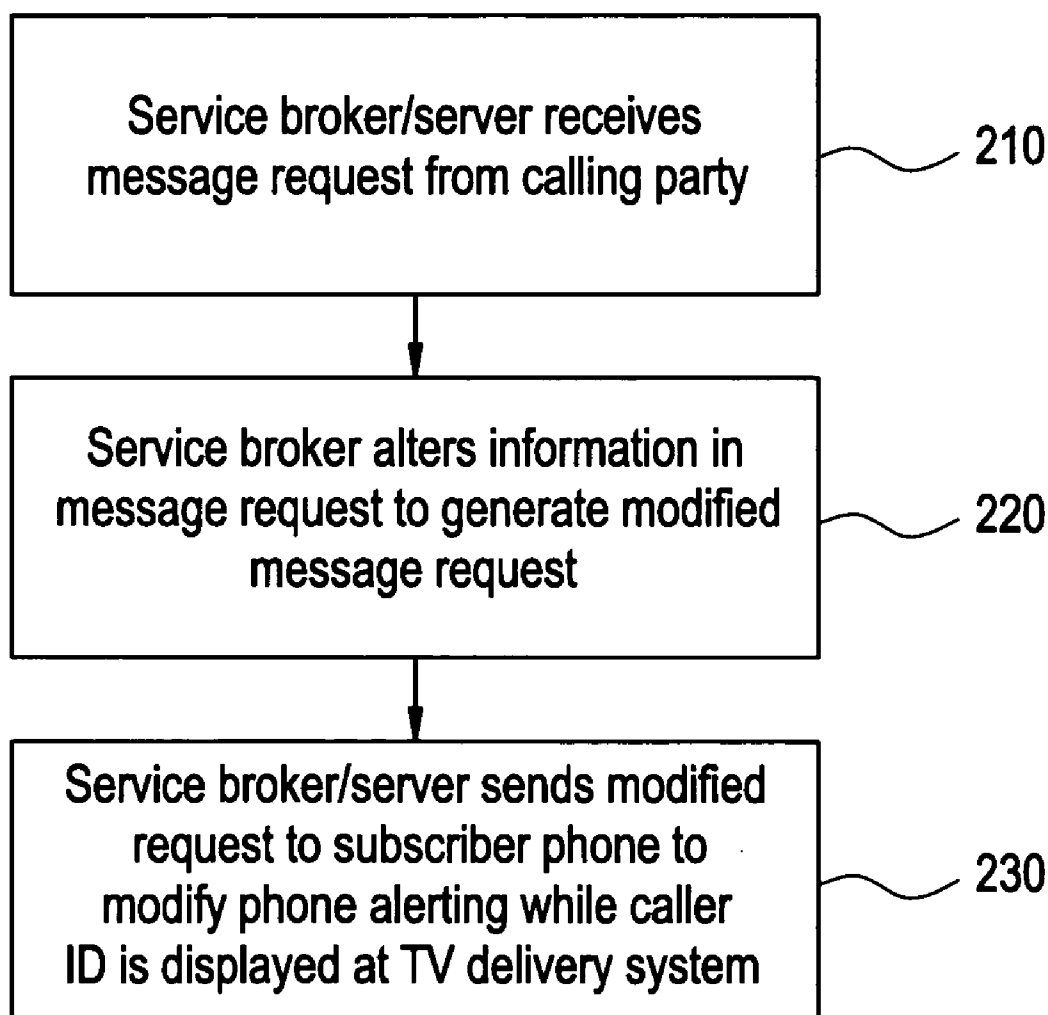 Service broker/server receives
message request from calling party
210
Service broker alters information in
message request to generate modified
message request
220
Service broker/server sends modified
request to subscriber phone to
modify phone alerting while caller
ID is displayed at TV delivery system
230